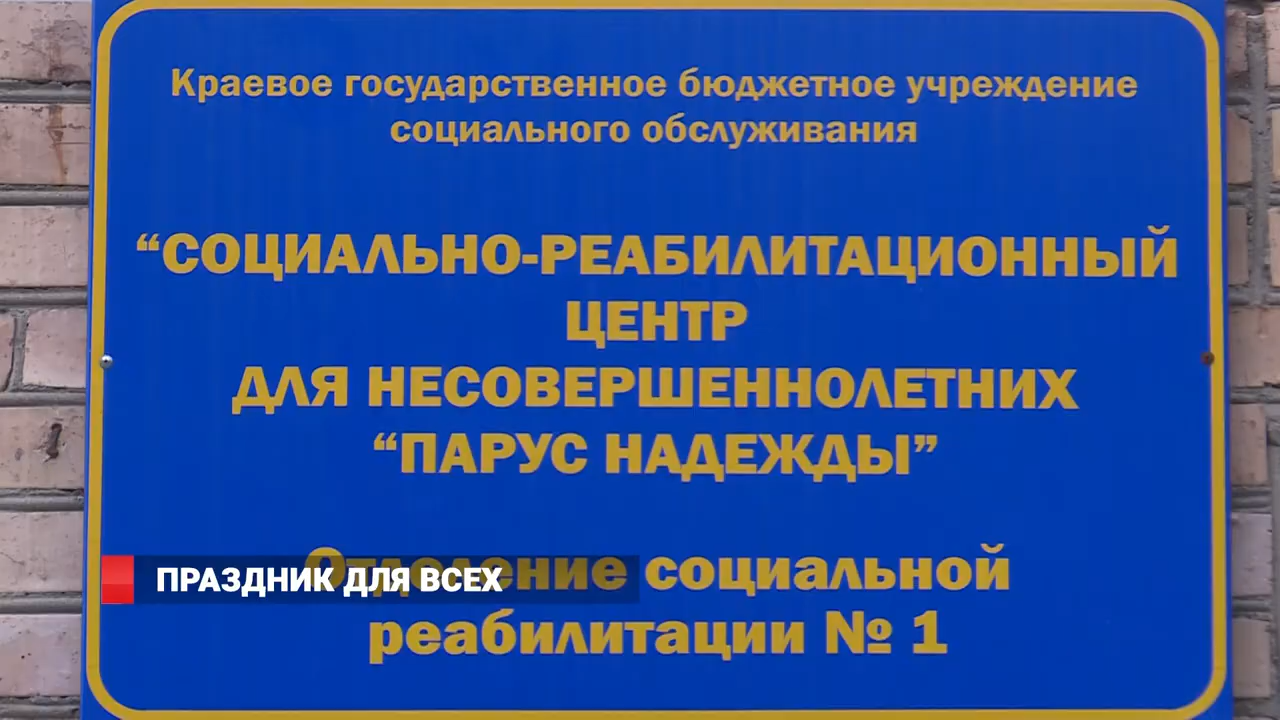 Краевое государственное бюджетное учреждение
социального обслуживания
“СОЦИАЛЬНО-РЕАБИЛИТАЦИОННЫЙ
ЦЕНТР
ДЛЯ НЕСОВЕРШЕННОЛЕТНИХ
“ПАРУС НАДЕЖДЫ”
Отделение социальной
ПРАЗДНИК ДЛЯ ВСЕХ
реабилитации № 1